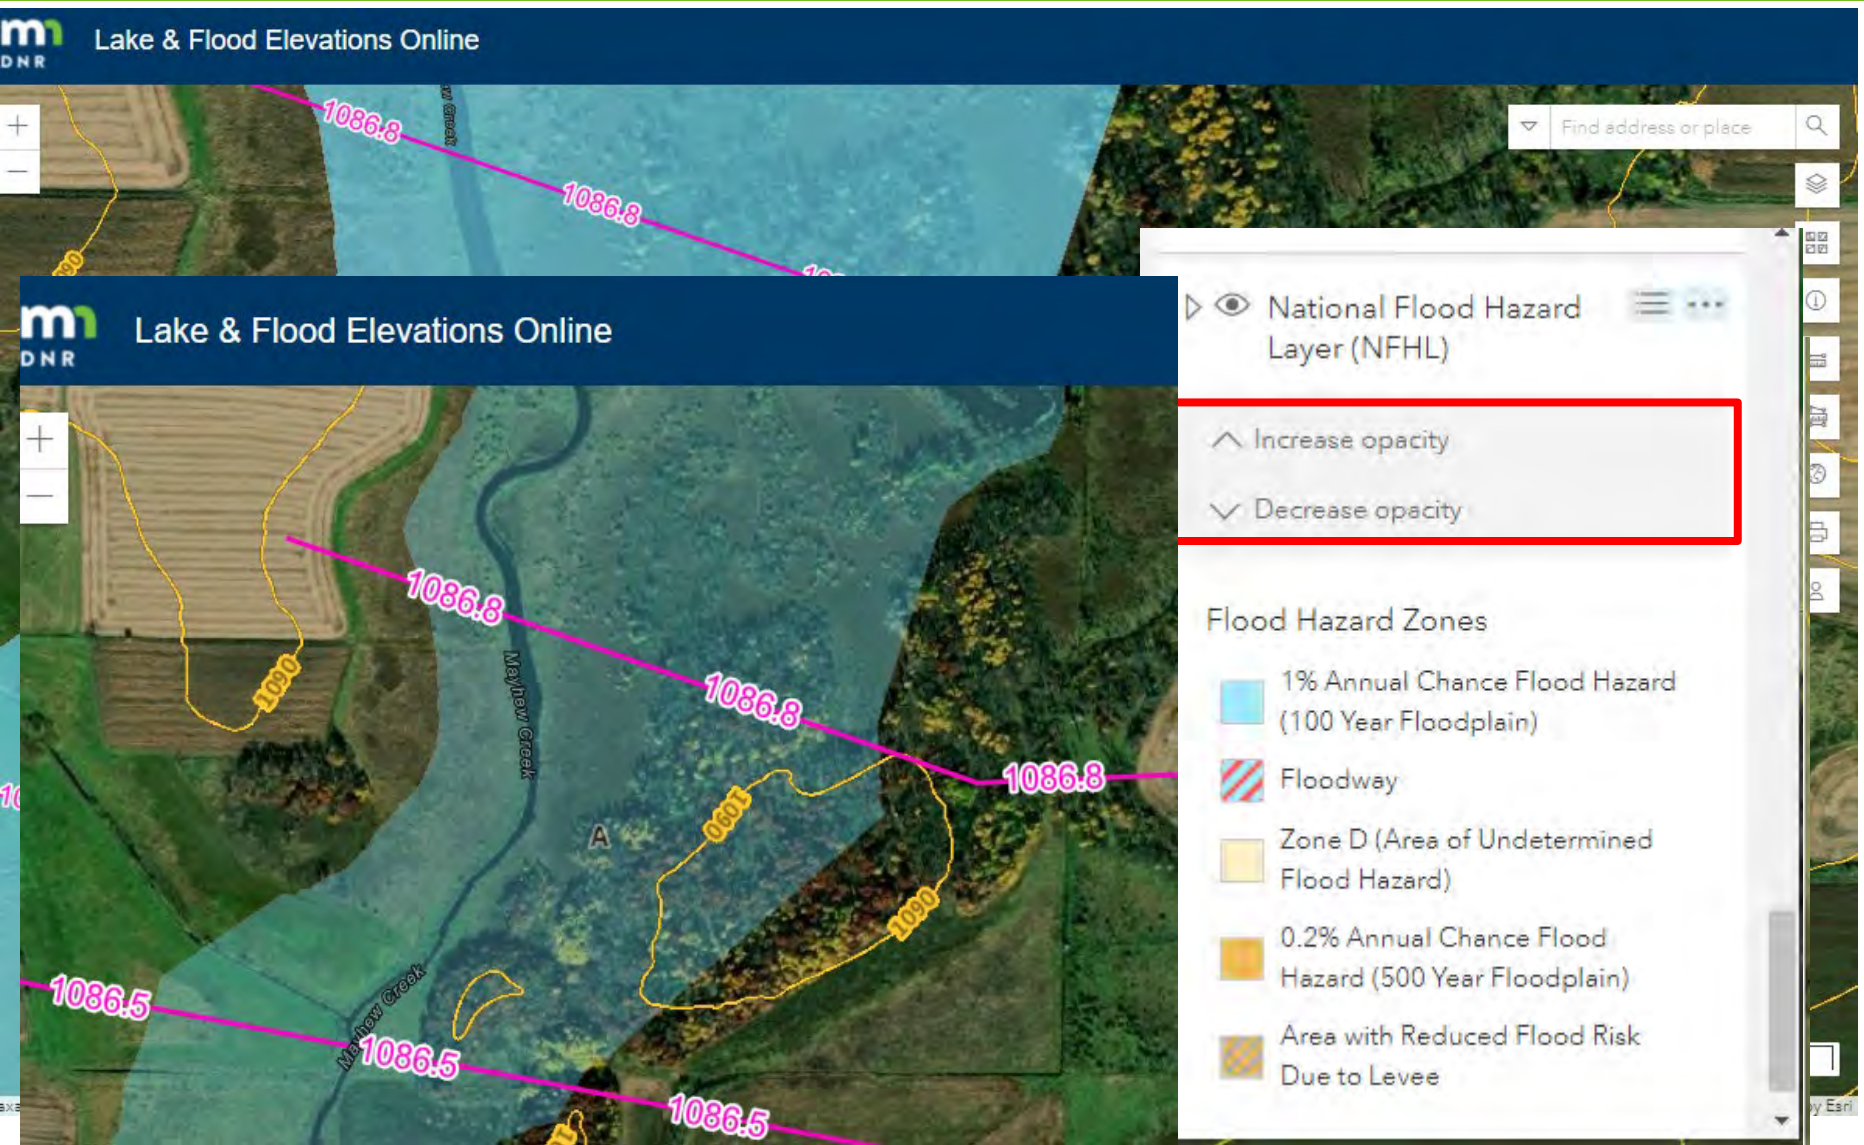 mn
DNR
Lake & Flood Elevations Online
1086.8
1086.8
Find address or place
mn
DNR
Lake & Flood Elevations Online
National Flood Hazard
Layer (NFHL)
Increase opacity
Decrease opacity
1086.8
1090
Mayhew Creek
1086.8
1086.8
1090
A
1090
1086.5
Mayhew Creek
1086.5
1086.5
Flood Hazard Zones
1% Annual Chance Flood Hazard
(100 Year Floodplain)
Floodway
Zone D (Area of Undetermined
Flood Hazard)
0.2% Annual Chance Flood
Hazard (500 Year Floodplain)
Area with Reduced Flood Risk
Due to Levee
by Esri